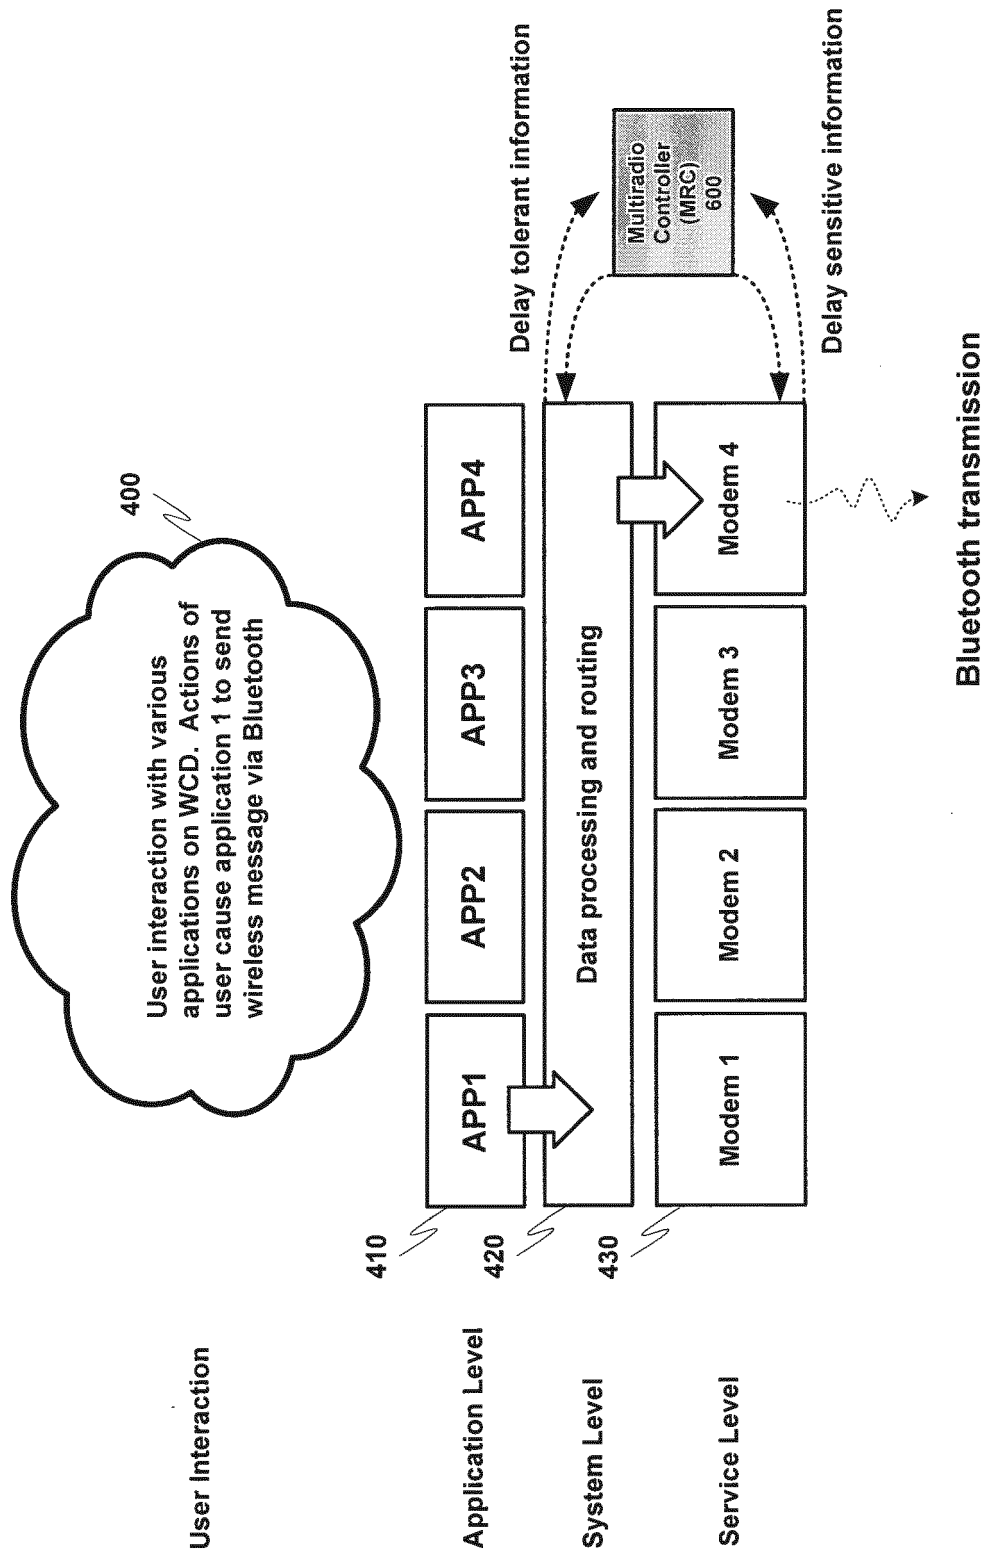 User Interaction
User interaction with various
applications on WCD.  Actions of
user cause application 1 to send
wireless message via Bluetooth
400
410
Application Level
APP1
APP2
APP3
APP4
Delay tolerant information
420
System Level
Data processing and routing
Multiradio
Controller
(MRC)
600
430
Service Level
Modem 1
Modem 2
Modem 3
Modem 4
Delay sensitive information
Bluetooth transmission